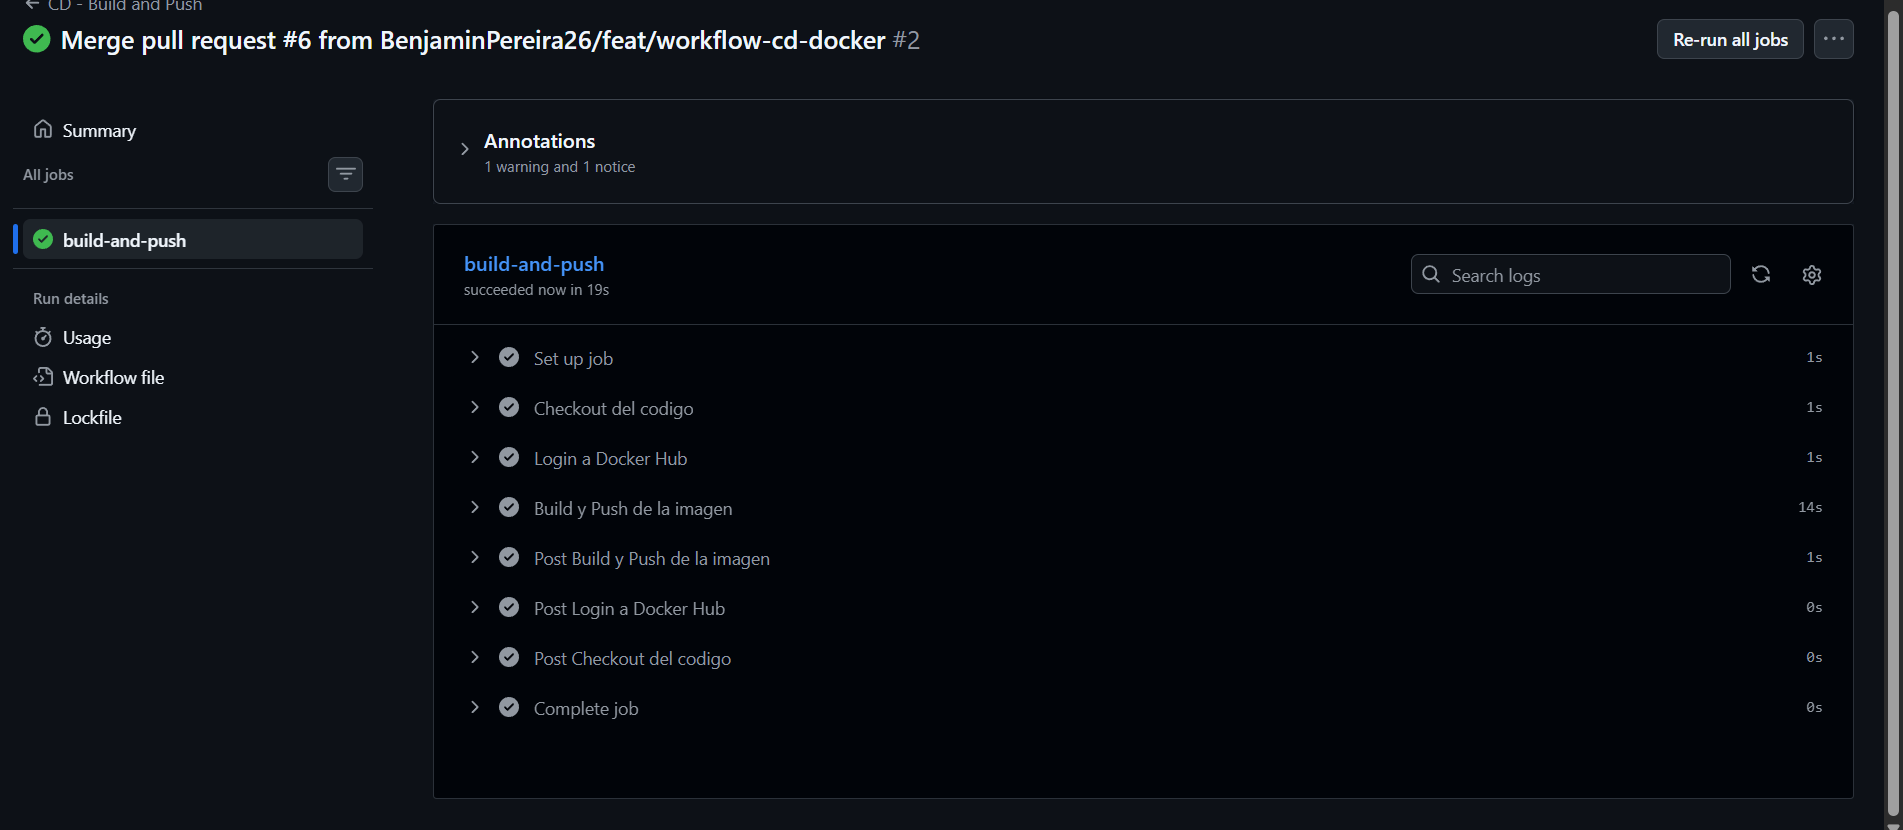 CD - Build and Push
Merge pull request #6 from BenjaminPereira26/feat/workflow-cd-docker #2
Re-run all jobs
Summary
All jobs
build-and-push
Run details
Usage
Workflow file
Lockfile
Annotations
1 warning and 1 notice
build-and-push
succeeded now in 19s
Search logs
Set up job 1s
Checkout del codigo 1s
Login a Docker Hub 1s
Build y Push de la imagen 14s
Post Build y Push de la imagen 1s
Post Login a Docker Hub 0s
Post Checkout del codigo 0s
Complete job 0s